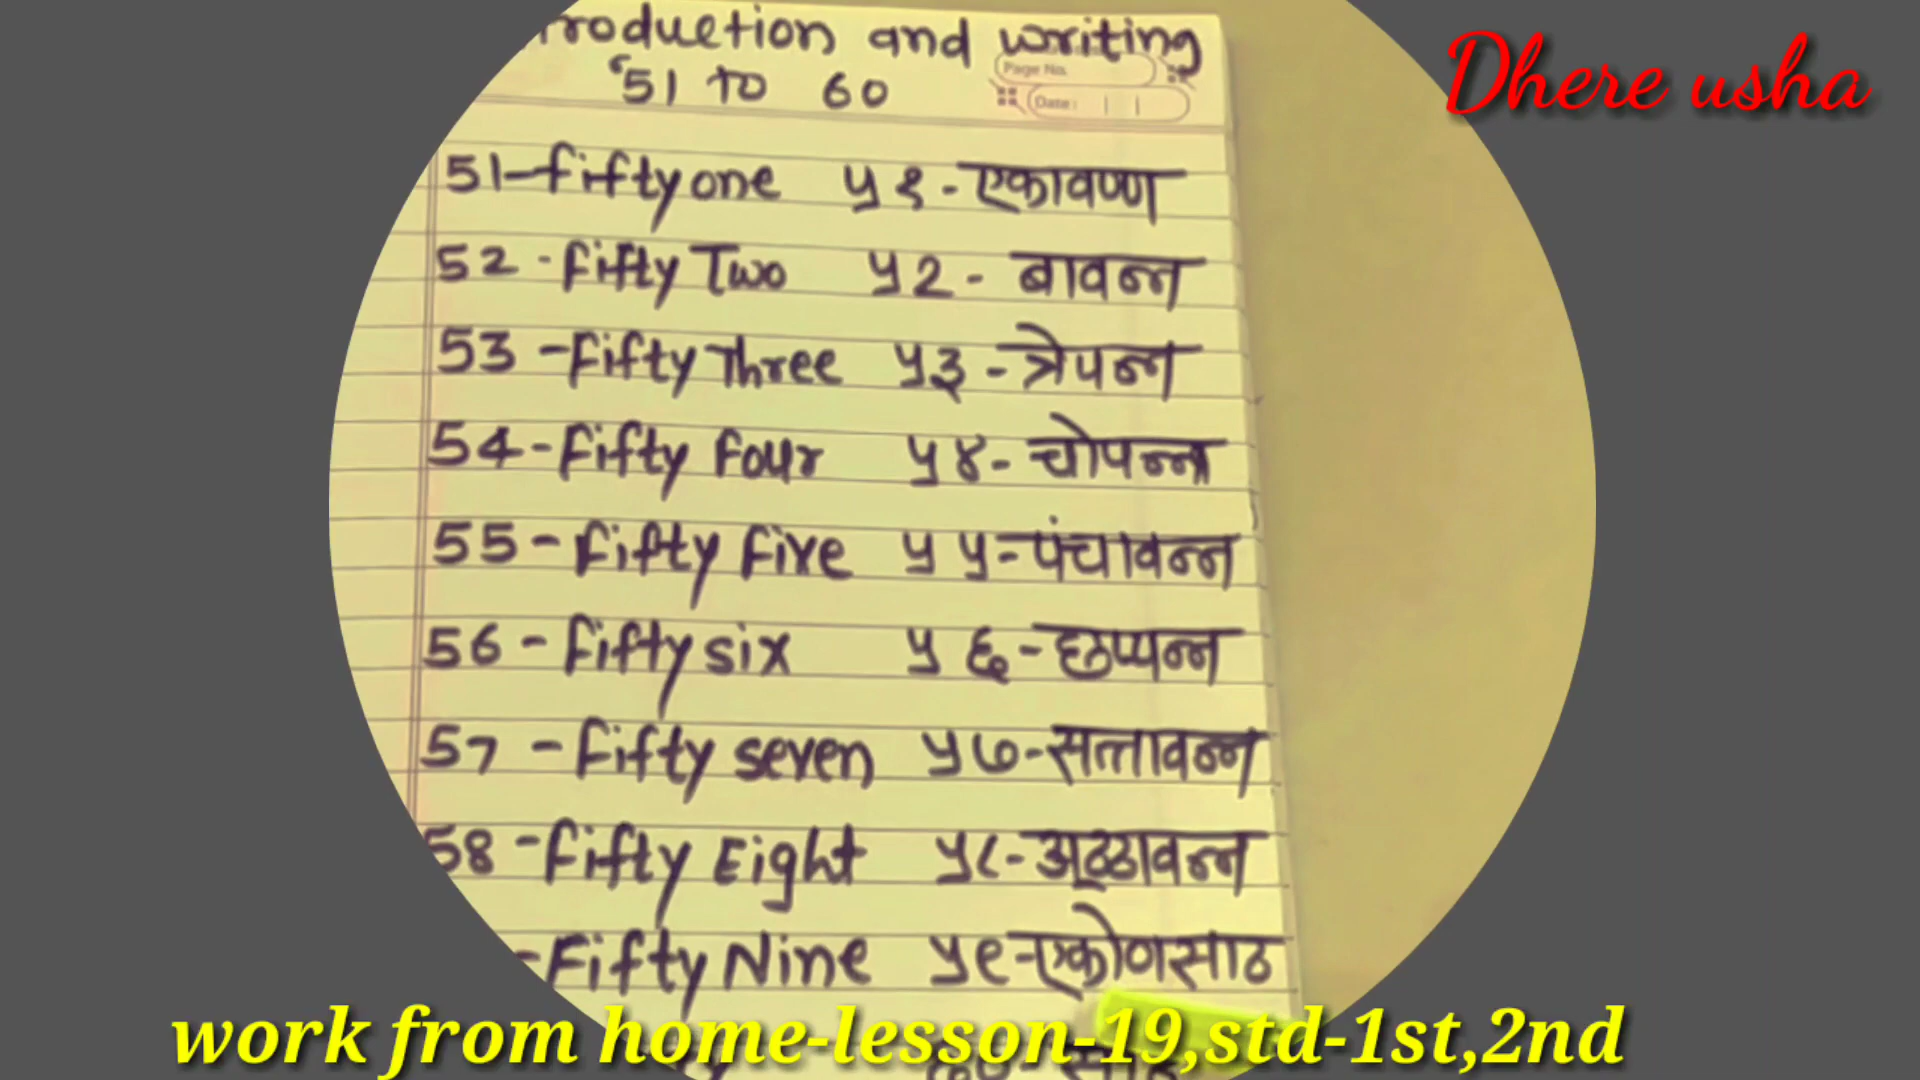 Dhere usha
roduction and writing
51 To 60
Page No.
Date:
51-fifty one ५१-एकावण्ण
52-fifty Two ५2-बावन्न
53-Fifty Three ५३-त्रेपन्न
54-Fifty Four ५४-चोपन्न
55-Fifty Five ५५-पंचावन्न
56-Fifty six ५६-छप्पन्न
57-Fifty seven ५७-सत्तावन्न
58-Fifty Eight ५८-अठ्ठावन्न
-Fifty Nine ५९-एकोणसाठ
work from home-lesson-19,std-1st,2nd